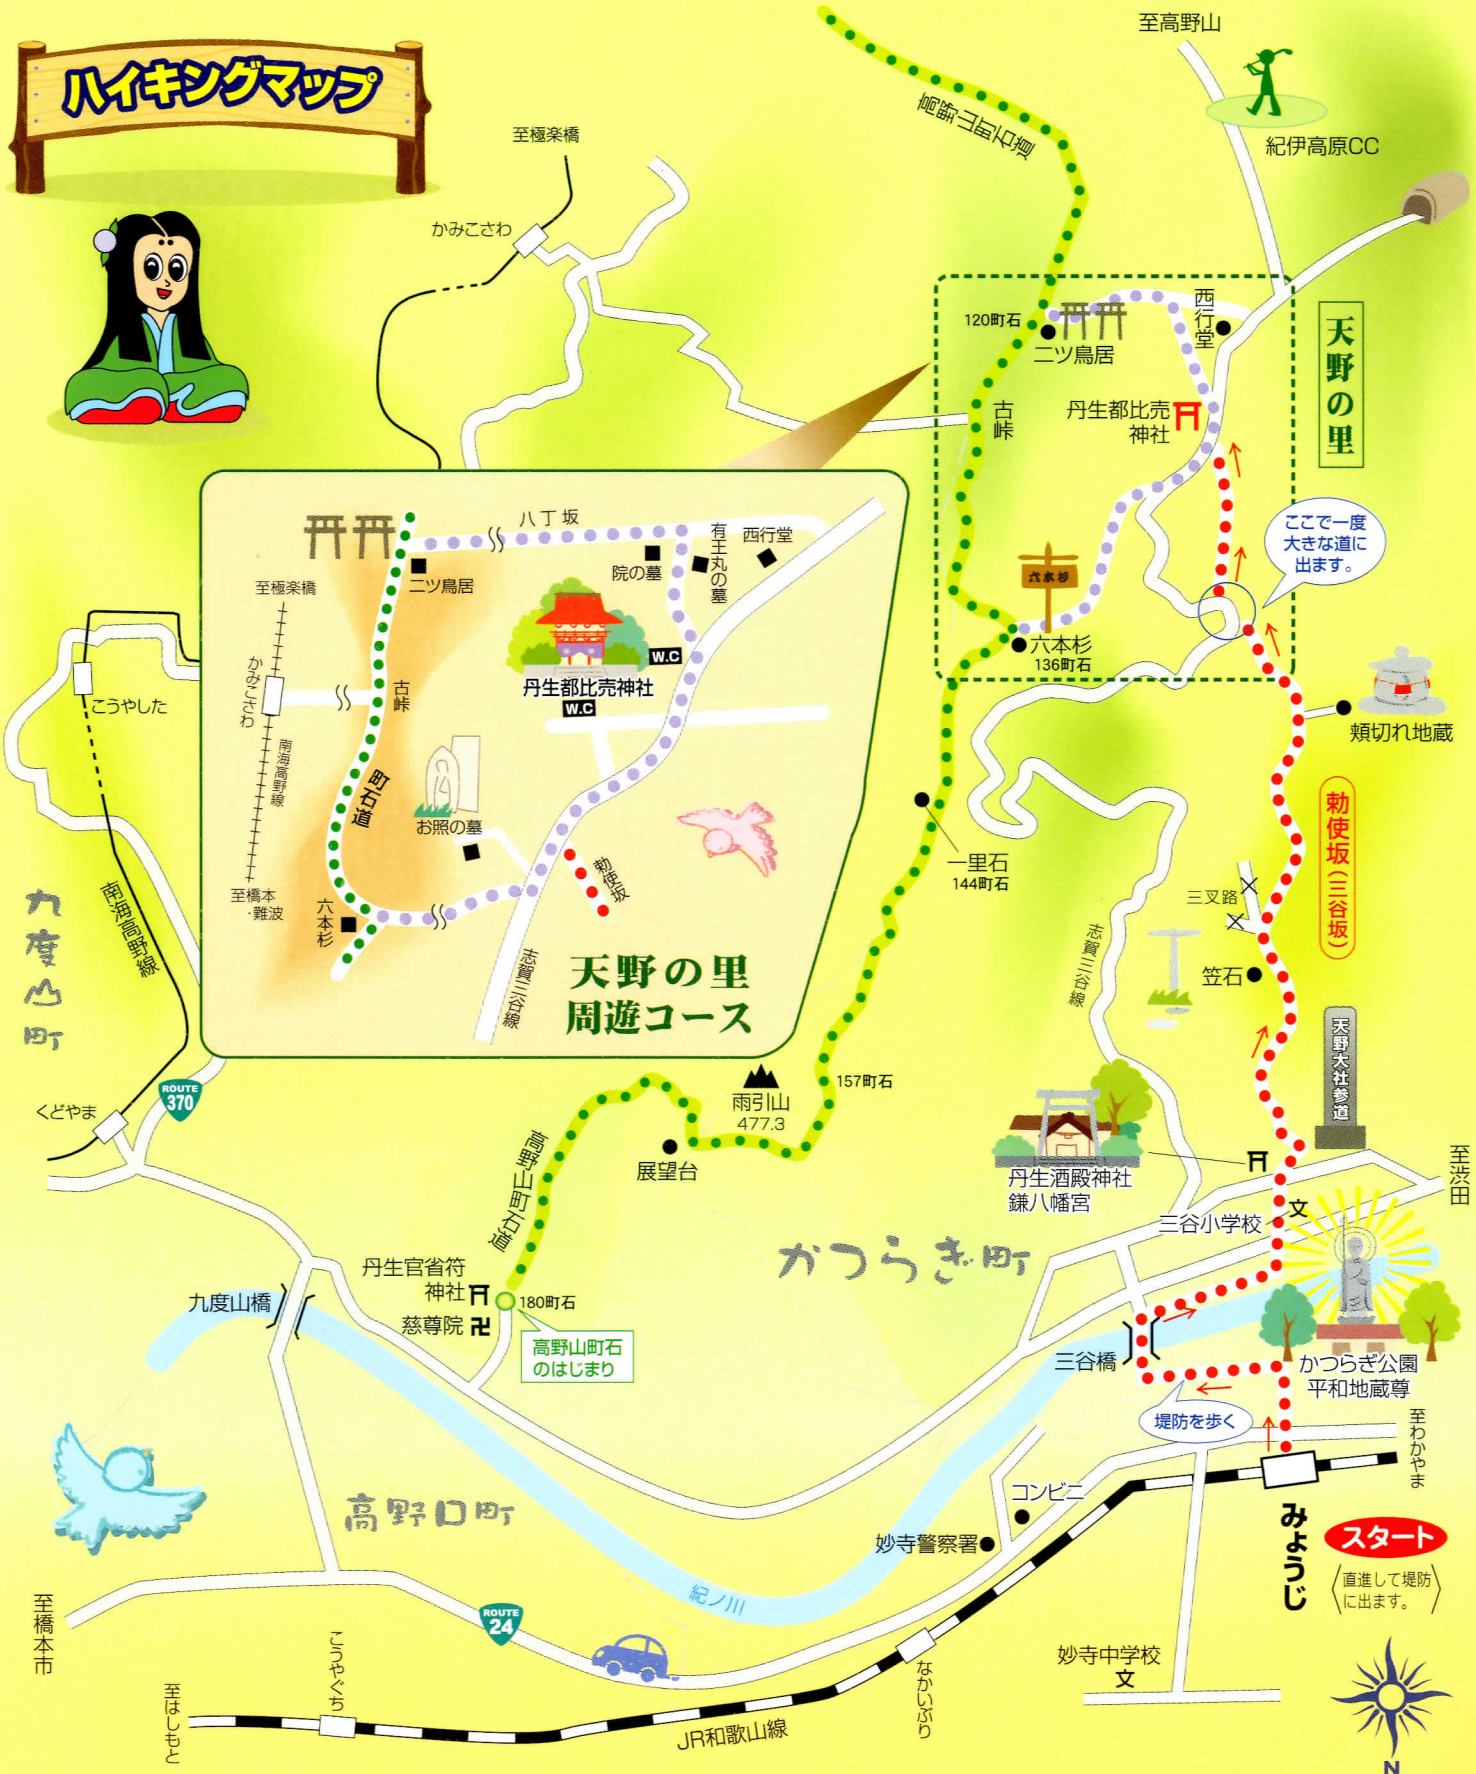 ハイキングマップ
至高野山
紀伊高原CC
高野山町石道
至極楽橋
かみこさわ
120町石
二ツ鳥居
西行堂
天野の里
古峠
丹生都比売
神社
ここで一度
大きな道に
出ます。
六本杉
六本杉
136町石
頬切れ地蔵
勅使坂(三谷坂)
一里石
144町石
三叉路
笠石
志賀三谷線
天野大社参道
こうやした
南海高野線
九度山町
八丁坂
二ツ鳥居
院の墓
有王丸の墓
西行堂
至極楽橋
かみこさわ
南海高野線
至橋本
・難波
古峠
町石道
丹生都比売神社
W.C
W.C
お照の墓
勅使坂
六本杉
志賀三谷線
天野の里
周遊コース
ROUTE
370
くどやま
雨引山
477.3
157町石
展望台
高野山町石道
丹生酒殿神社
鎌八幡宮
至渋田
三谷小学校
文
かつらぎ町
丹生官省符
神社
慈尊院
180町石
高野山町石
のはじまり
九度山橋
三谷橋
かつらぎ公園
平和地蔵尊
堤防を歩く
至わかやま
コンビニ
妙寺警察署
みょうじ
スタート
直進して堤防
に出ます。
高野口町
紀ノ川
至橋本市
ROUTE
24
こうやぐち
至はしもと
JR和歌山線
なかいぶり
妙寺中学校
文
N